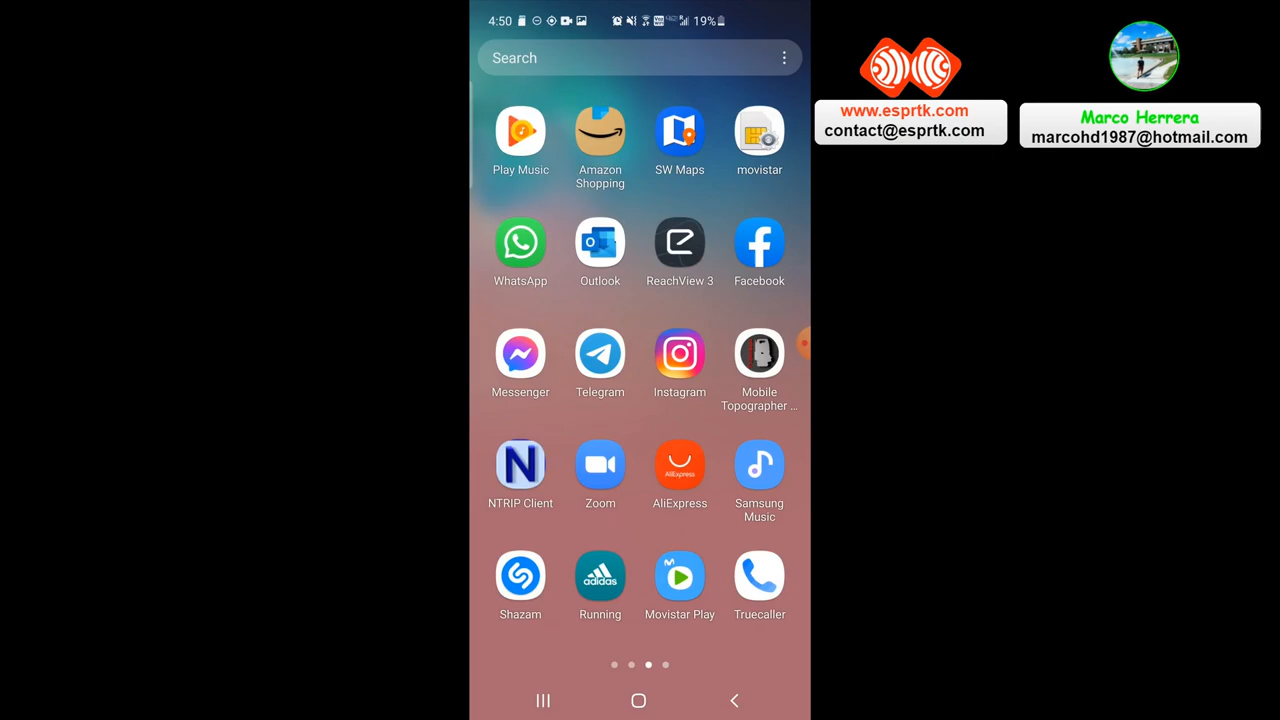 4:50
19%
Search
Play Music
Amazon
Shopping
SW Maps
movistar
WhatsApp
Outlook
ReachView 3
Facebook
Messenger
Telegram
Instagram
Mobile
Topographer ...
NTRIP Client
Zoom
AliExpress
AliExpress
Samsung
Music
adidas
Shazam
Running
Movistar Play
Truecaller
www.esprtk.com
contact@esprtk.com
Marco Herrera
marcohd1987@hotmail.com